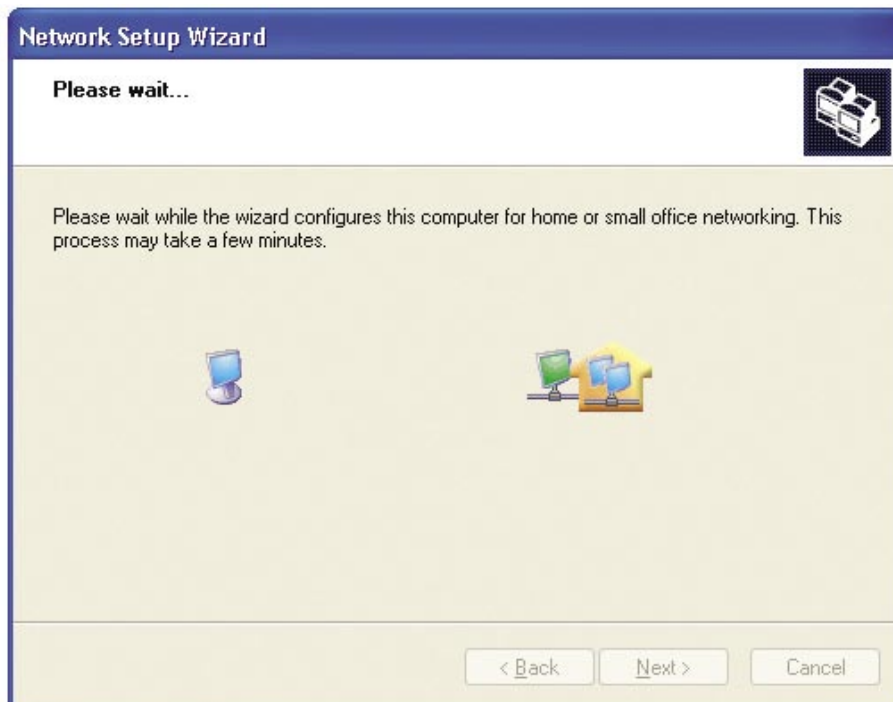 Network Setup Wizard
Please wait...
Please wait while the wizard configures this computer for home or small office networking. This
process may take a few minutes.
< Back
Next >
Cancel